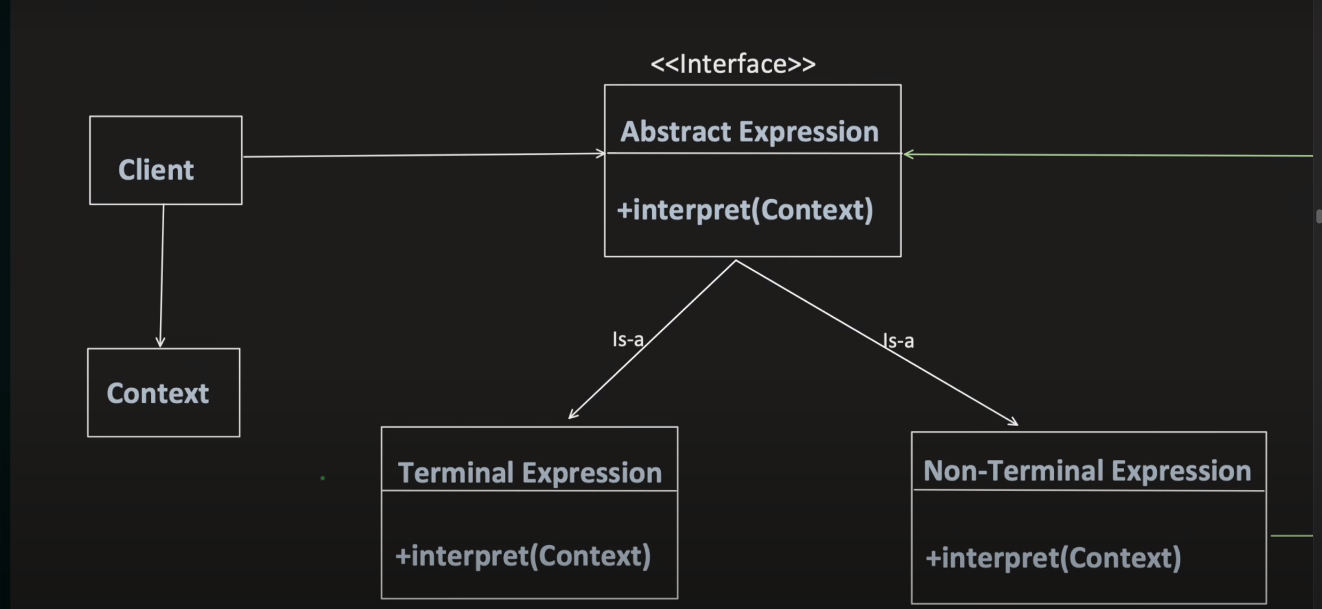 <<Interface>>
Abstract Expression
+interpret(Context)
Client
Context
Is-a
Is-a
Terminal Expression
+interpret(Context)
Non-Terminal Expression
+interpret(Context)